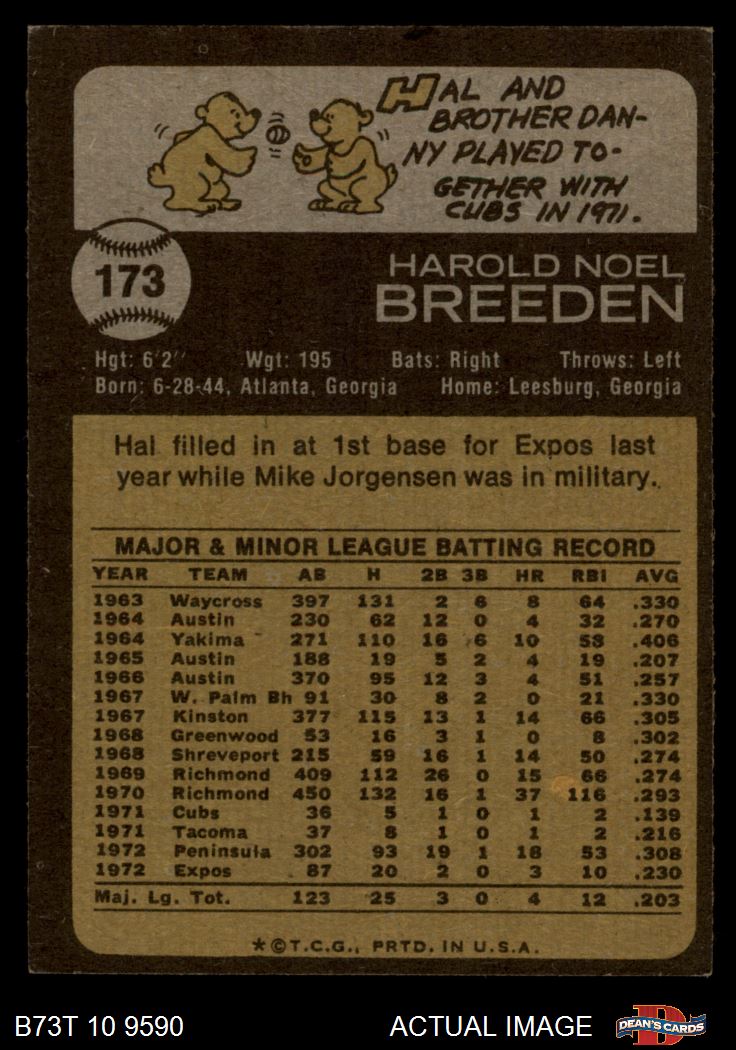 HAL AND
BROTHER DAN-
NY PLAYED TO-
GETHER WITH
CUBS IN 1971.
173
HAROLD NOEL
BREEDEN
Hgt: 6'2" Wgt: 195 Bats: Right Throws: Left
Born: 6-28-44, Atlanta, Georgia Home: Leesburg, Georgia
Hal filled in at 1st base for Expos last
year while Mike Jorgensen was in military.
MAJOR & MINOR LEAGUE BATTING RECORD
YEAR TEAM AB H 2B 3B HR RBI AVG
1963 Waycross 397 131 2 6 8 64 .330
1964 Austin 230 62 12 0 4 32 .270
1964 Yakima 271 110 16 6 10 58 .406
1965 Austin 188 19 5 2 4 19 .207
1966 Austin 370 95 12 3 4 51 .257
1967 W. Palm Bh 91 30 8 2 0 21 .330
1967 Kinston 377 115 13 1 14 66 .305
1968 Greenwood 53 16 3 1 0 8 .302
1968 Shreveport 215 59 16 1 14 50 .274
1969 Richmond 409 112 26 0 15 66 .274
1970 Richmond 450 132 16 1 37 116 .293
1971 Cubs 36 5 1 0 1 2 .139
1971 Tacoma 37 8 1 0 1 2 .216
1972 Peninsula 302 93 19 1 18 53 .308
1972 Expos 87 20 2 0 3 10 .230
Maj. Lg. Tot. 123 25 3 0 4 12 .203
*©T.C.G., PRTD. IN U.S.A.
B73T 10 9590 ACTUAL IMAGE
D
DEAN'S CARDS